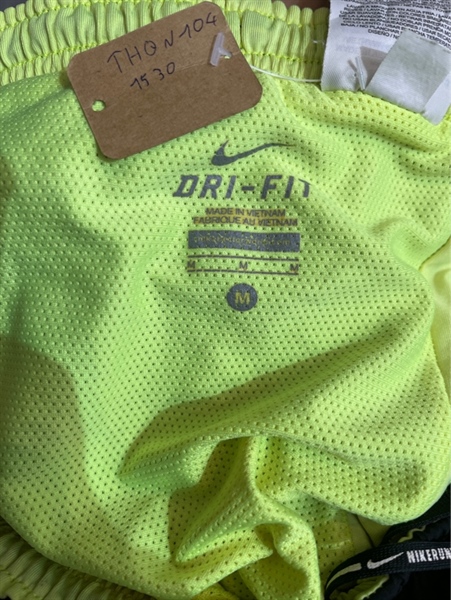 THQN104
1530
DRI-FIT
MADE IN VIETNAM
FABRIQUE AU VIETNAM
M M M
M
NIKERUN